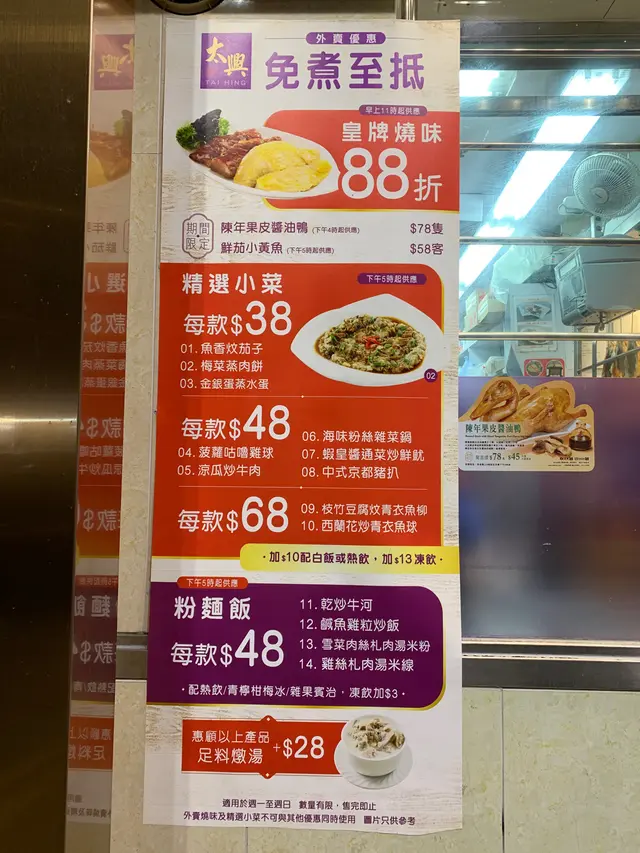 外賣優惠
太興
TAI HING
免煮至抵
早上11時起供應
皇牌燒味
88折
期間限定
陳年果皮醬油鴨 (下午4時起供應) $78隻
鮮茄小黃魚 (下午5時起供應) $58客
精選小菜
下午5時起供應
每款$38
01. 魚香炆茄子
02. 梅菜蒸肉餅
03. 金銀蛋蒸水蛋
02
每款$48
04. 菠蘿咕嚕雞球
05. 涼瓜炒牛肉
06. 海味粉絲雜菜鍋
07. 蝦皇醬通菜炒鮮魷
08. 中式京都豬扒
每款$68
09. 枝竹豆腐炆青衣魚柳
10. 西蘭花炒青衣魚球
·加$10配白飯或熱飲，加$13凍飲·
下午5時起供應
粉麵飯
每款$48
11. 乾炒牛河
12. 鹹魚雞粒炒飯
13. 雪菜肉絲札肉湯米粉
14. 雞絲札肉湯米線
·配熱飲/青檸柑梅冰/雜果賓治，凍飲加$3·
惠顧以上產品
足料燉湯 +$28
適用於週一至週日 數量有限，售完即止
外賣燒味及精選小菜不可與其他優惠同時使用 圖片只供參考
陳年果皮醬油鴨
$78 $45